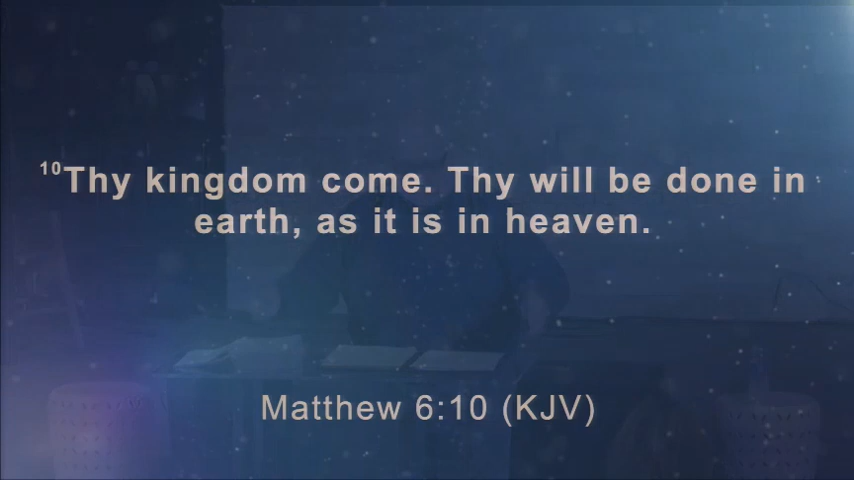 10Thy kingdom come. Thy will be done in
earth, as it is in heaven.
Matthew 6:10 (KJV)